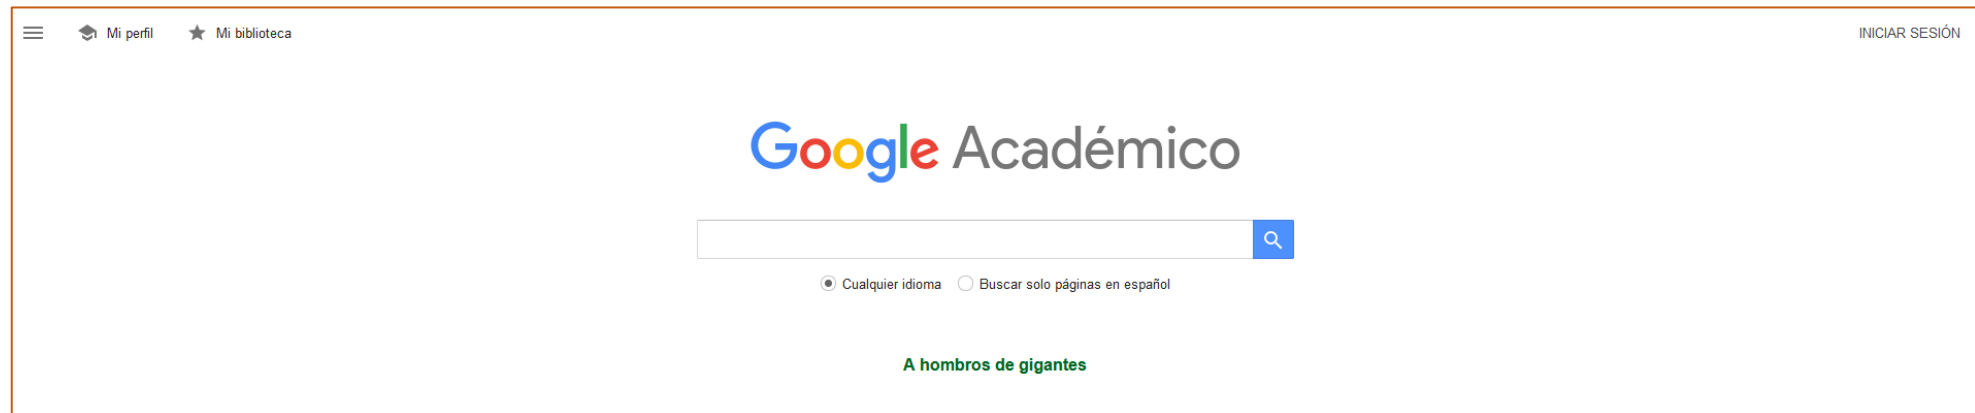 Mi perfil Mi biblioteca INICIAR SESIÓN
Google Académico
Cualquier idioma Buscar solo páginas en español
A hombros de gigantes